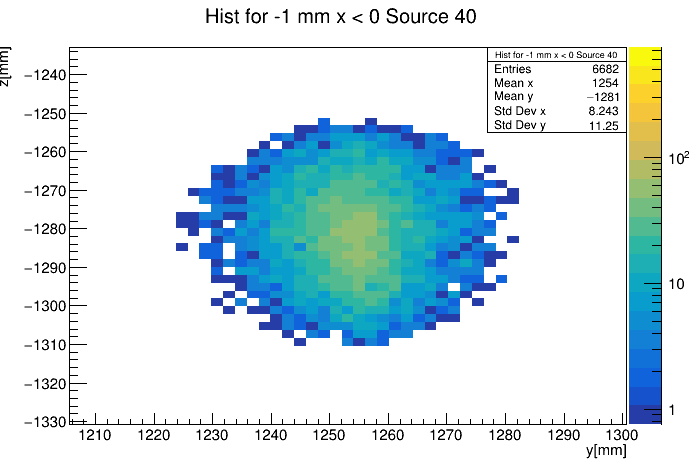 Hist for -1 mm x < 0 Source 40
z[mm]
Hist for -1 mm x < 0 Source 40
Entries 6682
Mean x 1254
Mean y −1281
Std Dev x 8.243
Std Dev y 11.25
−1240
−1250
−1260
−1270
−1280
−1290
−1300
−1310
−1320
−1330
1210 1220 1230 1240 1250 1260 1270 1280 1290 1300
y[mm]
10²
10
1